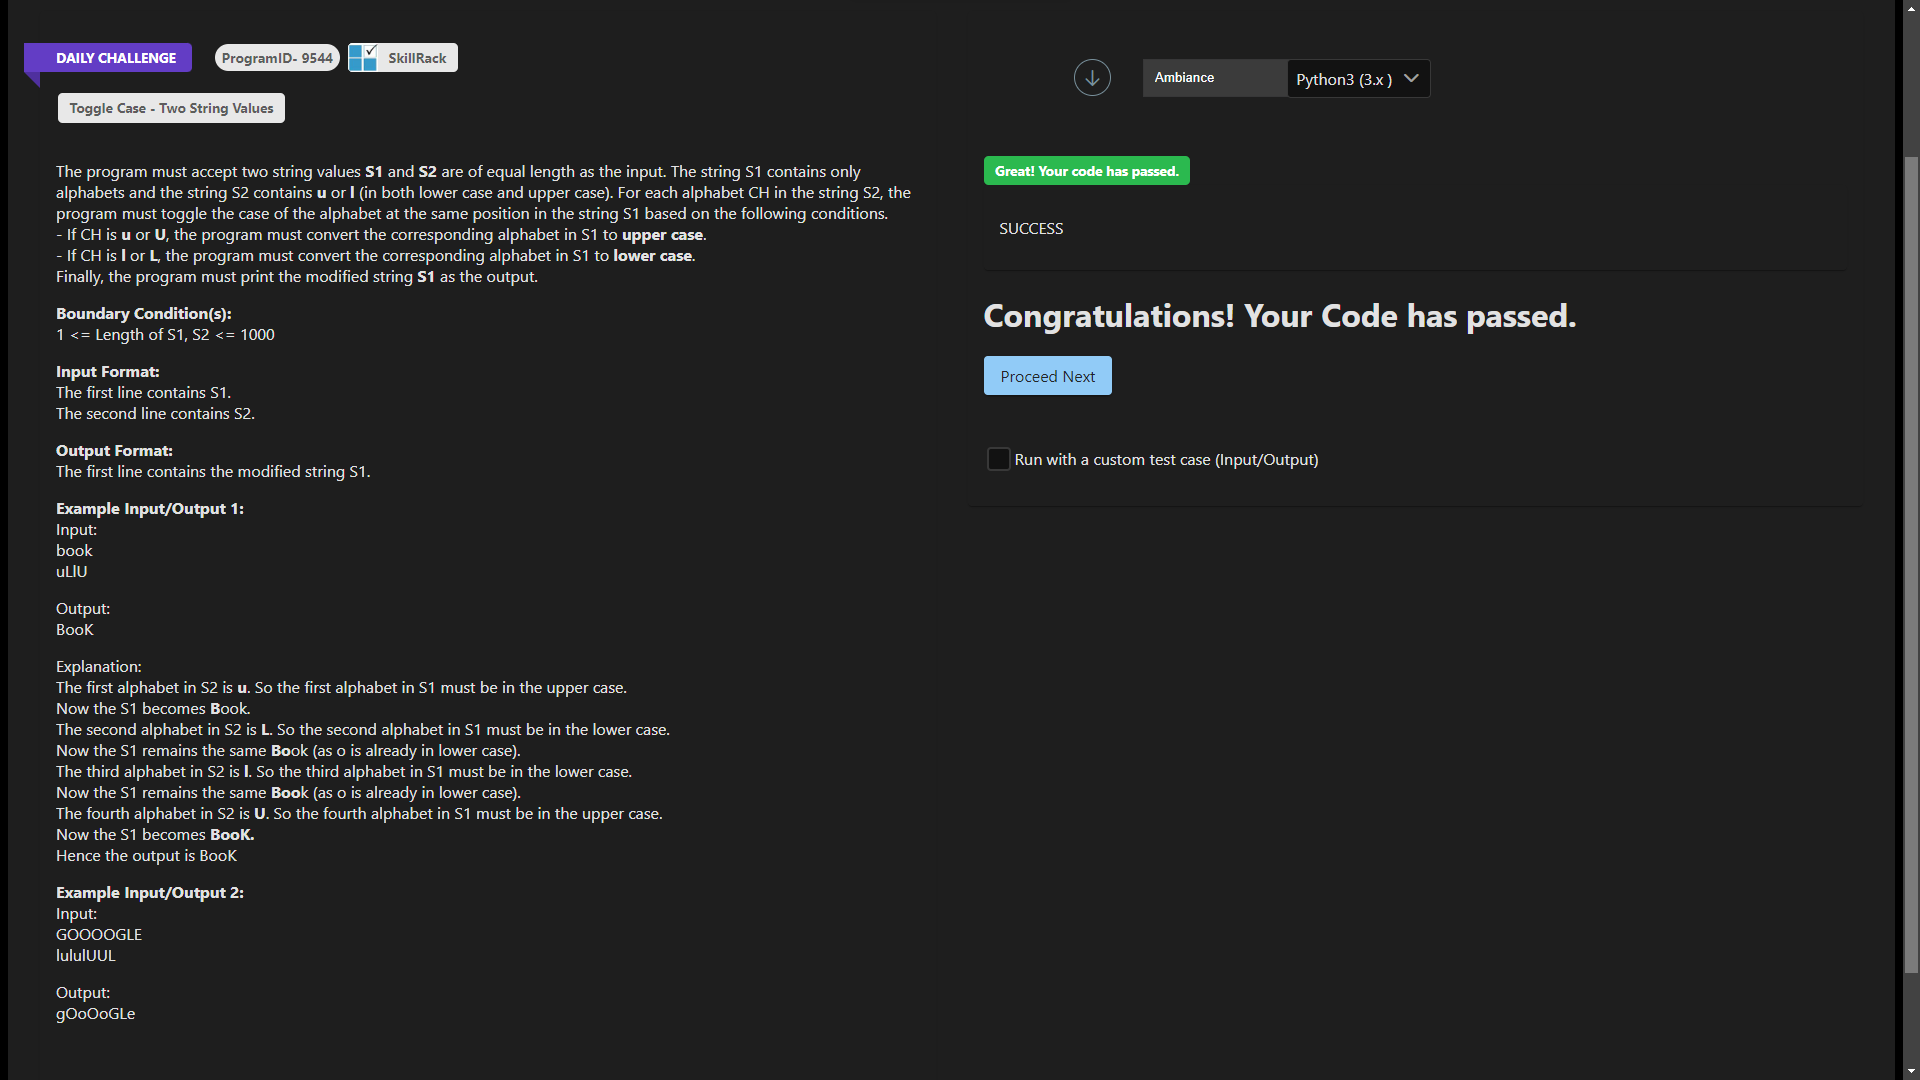 DAILY CHALLENGE
ProgramID- 9544
SkillRack
Ambiance
Python3 (3.x )
Toggle Case - Two String Values
The program must accept two string values S1 and S2 are of equal length as the input. The string S1 contains only
alphabets and the string S2 contains u or l (in both lower case and upper case). For each alphabet CH in the string S2, the
program must toggle the case of the alphabet at the same position in the string S1 based on the following conditions.
- If CH is u or U, the program must convert the corresponding alphabet in S1 to upper case.
- If CH is l or L, the program must convert the corresponding alphabet in S1 to lower case.
Finally, the program must print the modified string S1 as the output.
Boundary Condition(s):
1 <= Length of S1, S2 <= 1000
Input Format:
The first line contains S1.
The second line contains S2.
Output Format:
The first line contains the modified string S1.
Example Input/Output 1:
Input:
book
uLlU
Output:
BooK
Explanation:
The first alphabet in S2 is u. So the first alphabet in S1 must be in the upper case.
Now the S1 becomes Book.
The second alphabet in S2 is L. So the second alphabet in S1 must be in the lower case.
Now the S1 remains the same Book (as o is already in lower case).
The third alphabet in S2 is l. So the third alphabet in S1 must be in the lower case.
Now the S1 remains the same Book (as o is already in lower case).
The fourth alphabet in S2 is U. So the fourth alphabet in S1 must be in the upper case.
Now the S1 becomes BooK.
Hence the output is BooK
Example Input/Output 2:
Input:
GOOOOGLE
lululUUL
Output:
gOoOoGLe
Great! Your code has passed.
SUCCESS
Congratulations! Your Code has passed.
Proceed Next
Run with a custom test case (Input/Output)